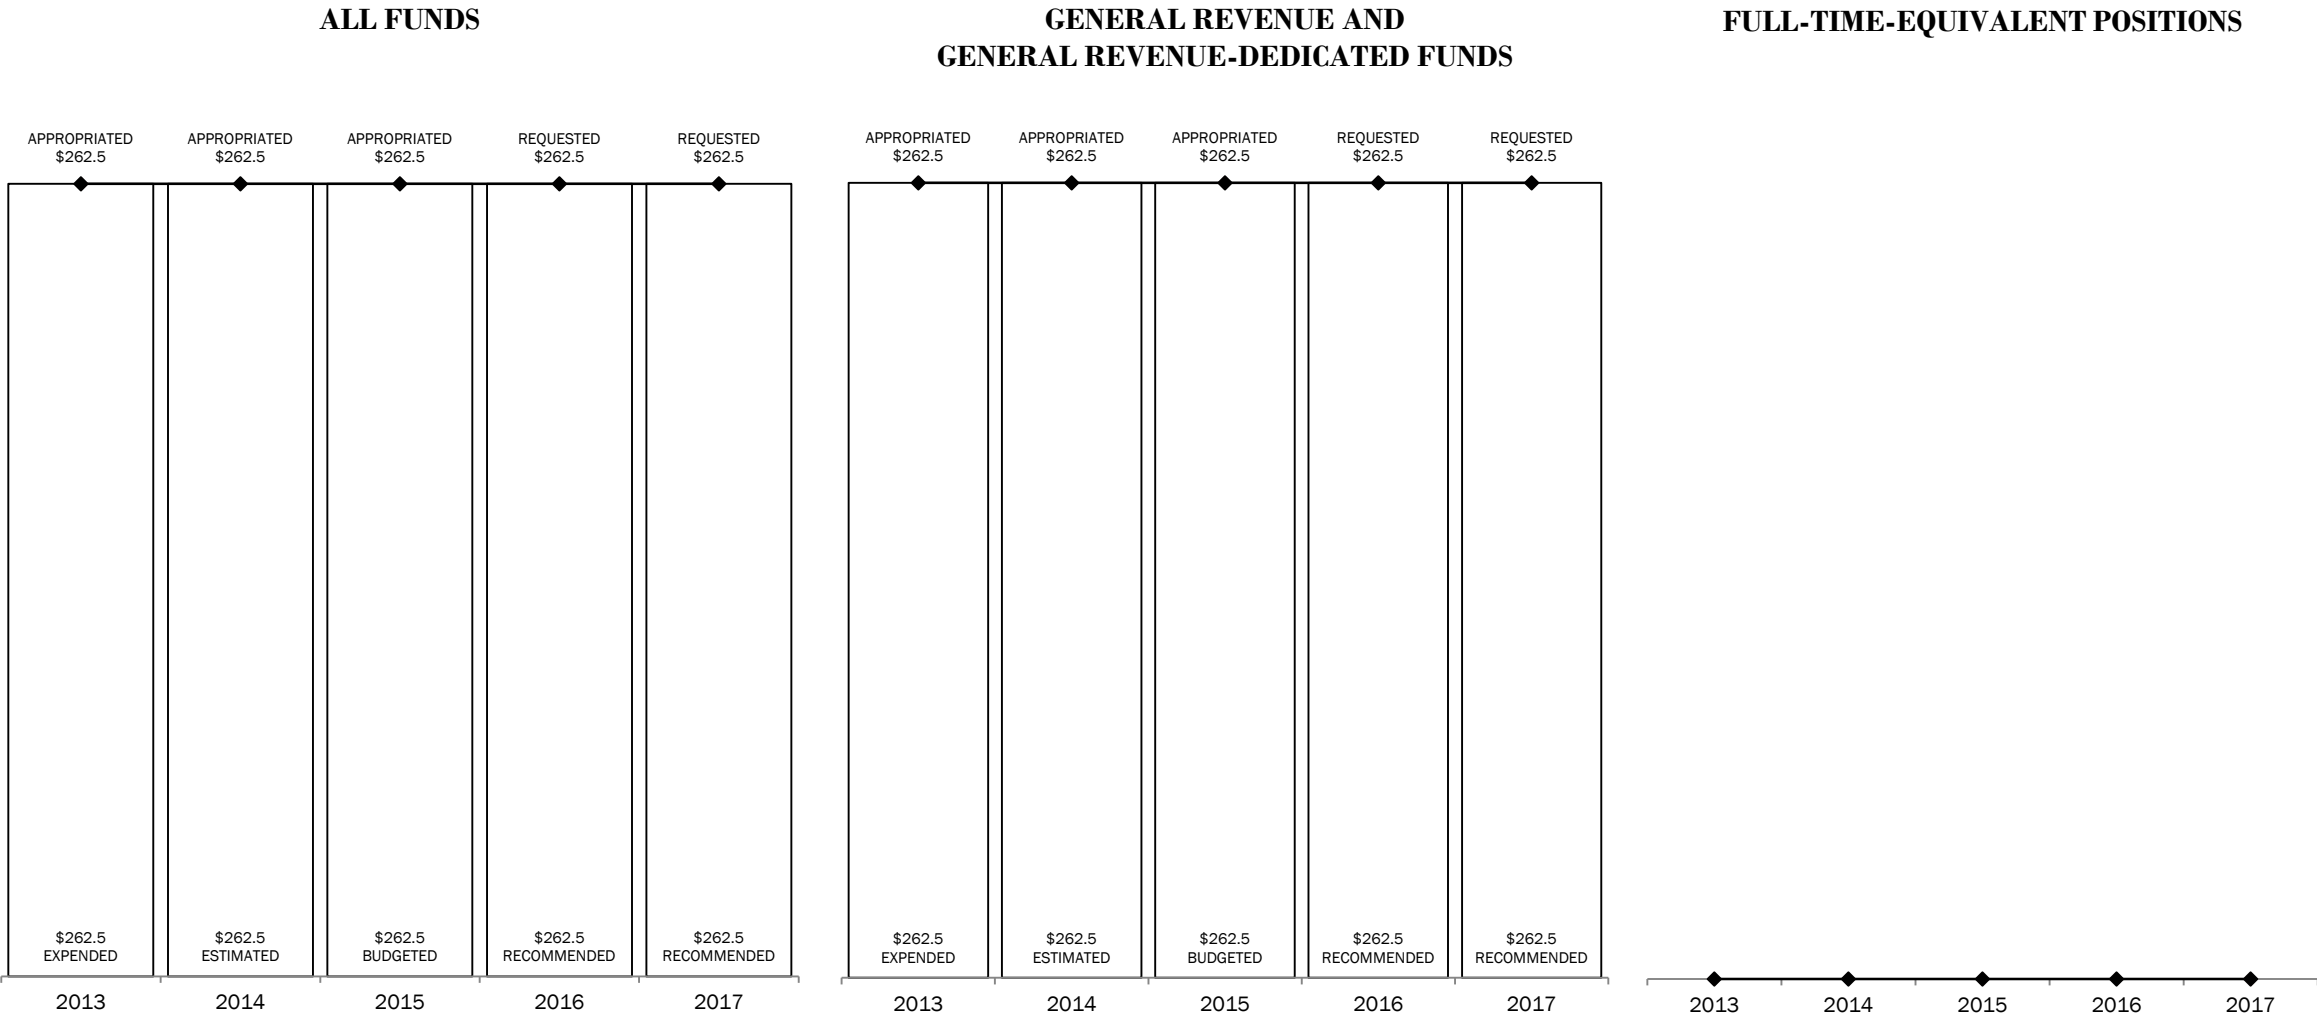 ALL FUNDS
APPROPRIATED APPROPRIATED APPROPRIATED REQUESTED REQUESTED
$262.5 $262.5 $262.5 $262.5 $262.5
$262.5 $262.5 $262.5 $262.5 $262.5
EXPENDED ESTIMATED BUDGETED RECOMMENDED RECOMMENDED
2013 2014 2015 2016 2017
GENERAL REVENUE AND
GENERAL REVENUE-DEDICATED FUNDS
APPROPRIATED APPROPRIATED APPROPRIATED REQUESTED REQUESTED
$262.5 $262.5 $262.5 $262.5 $262.5
$262.5 $262.5 $262.5 $262.5 $262.5
EXPENDED ESTIMATED BUDGETED RECOMMENDED RECOMMENDED
2013 2014 2015 2016 2017
FULL-TIME-EQUIVALENT POSITIONS
2013 2014 2015 2016 2017